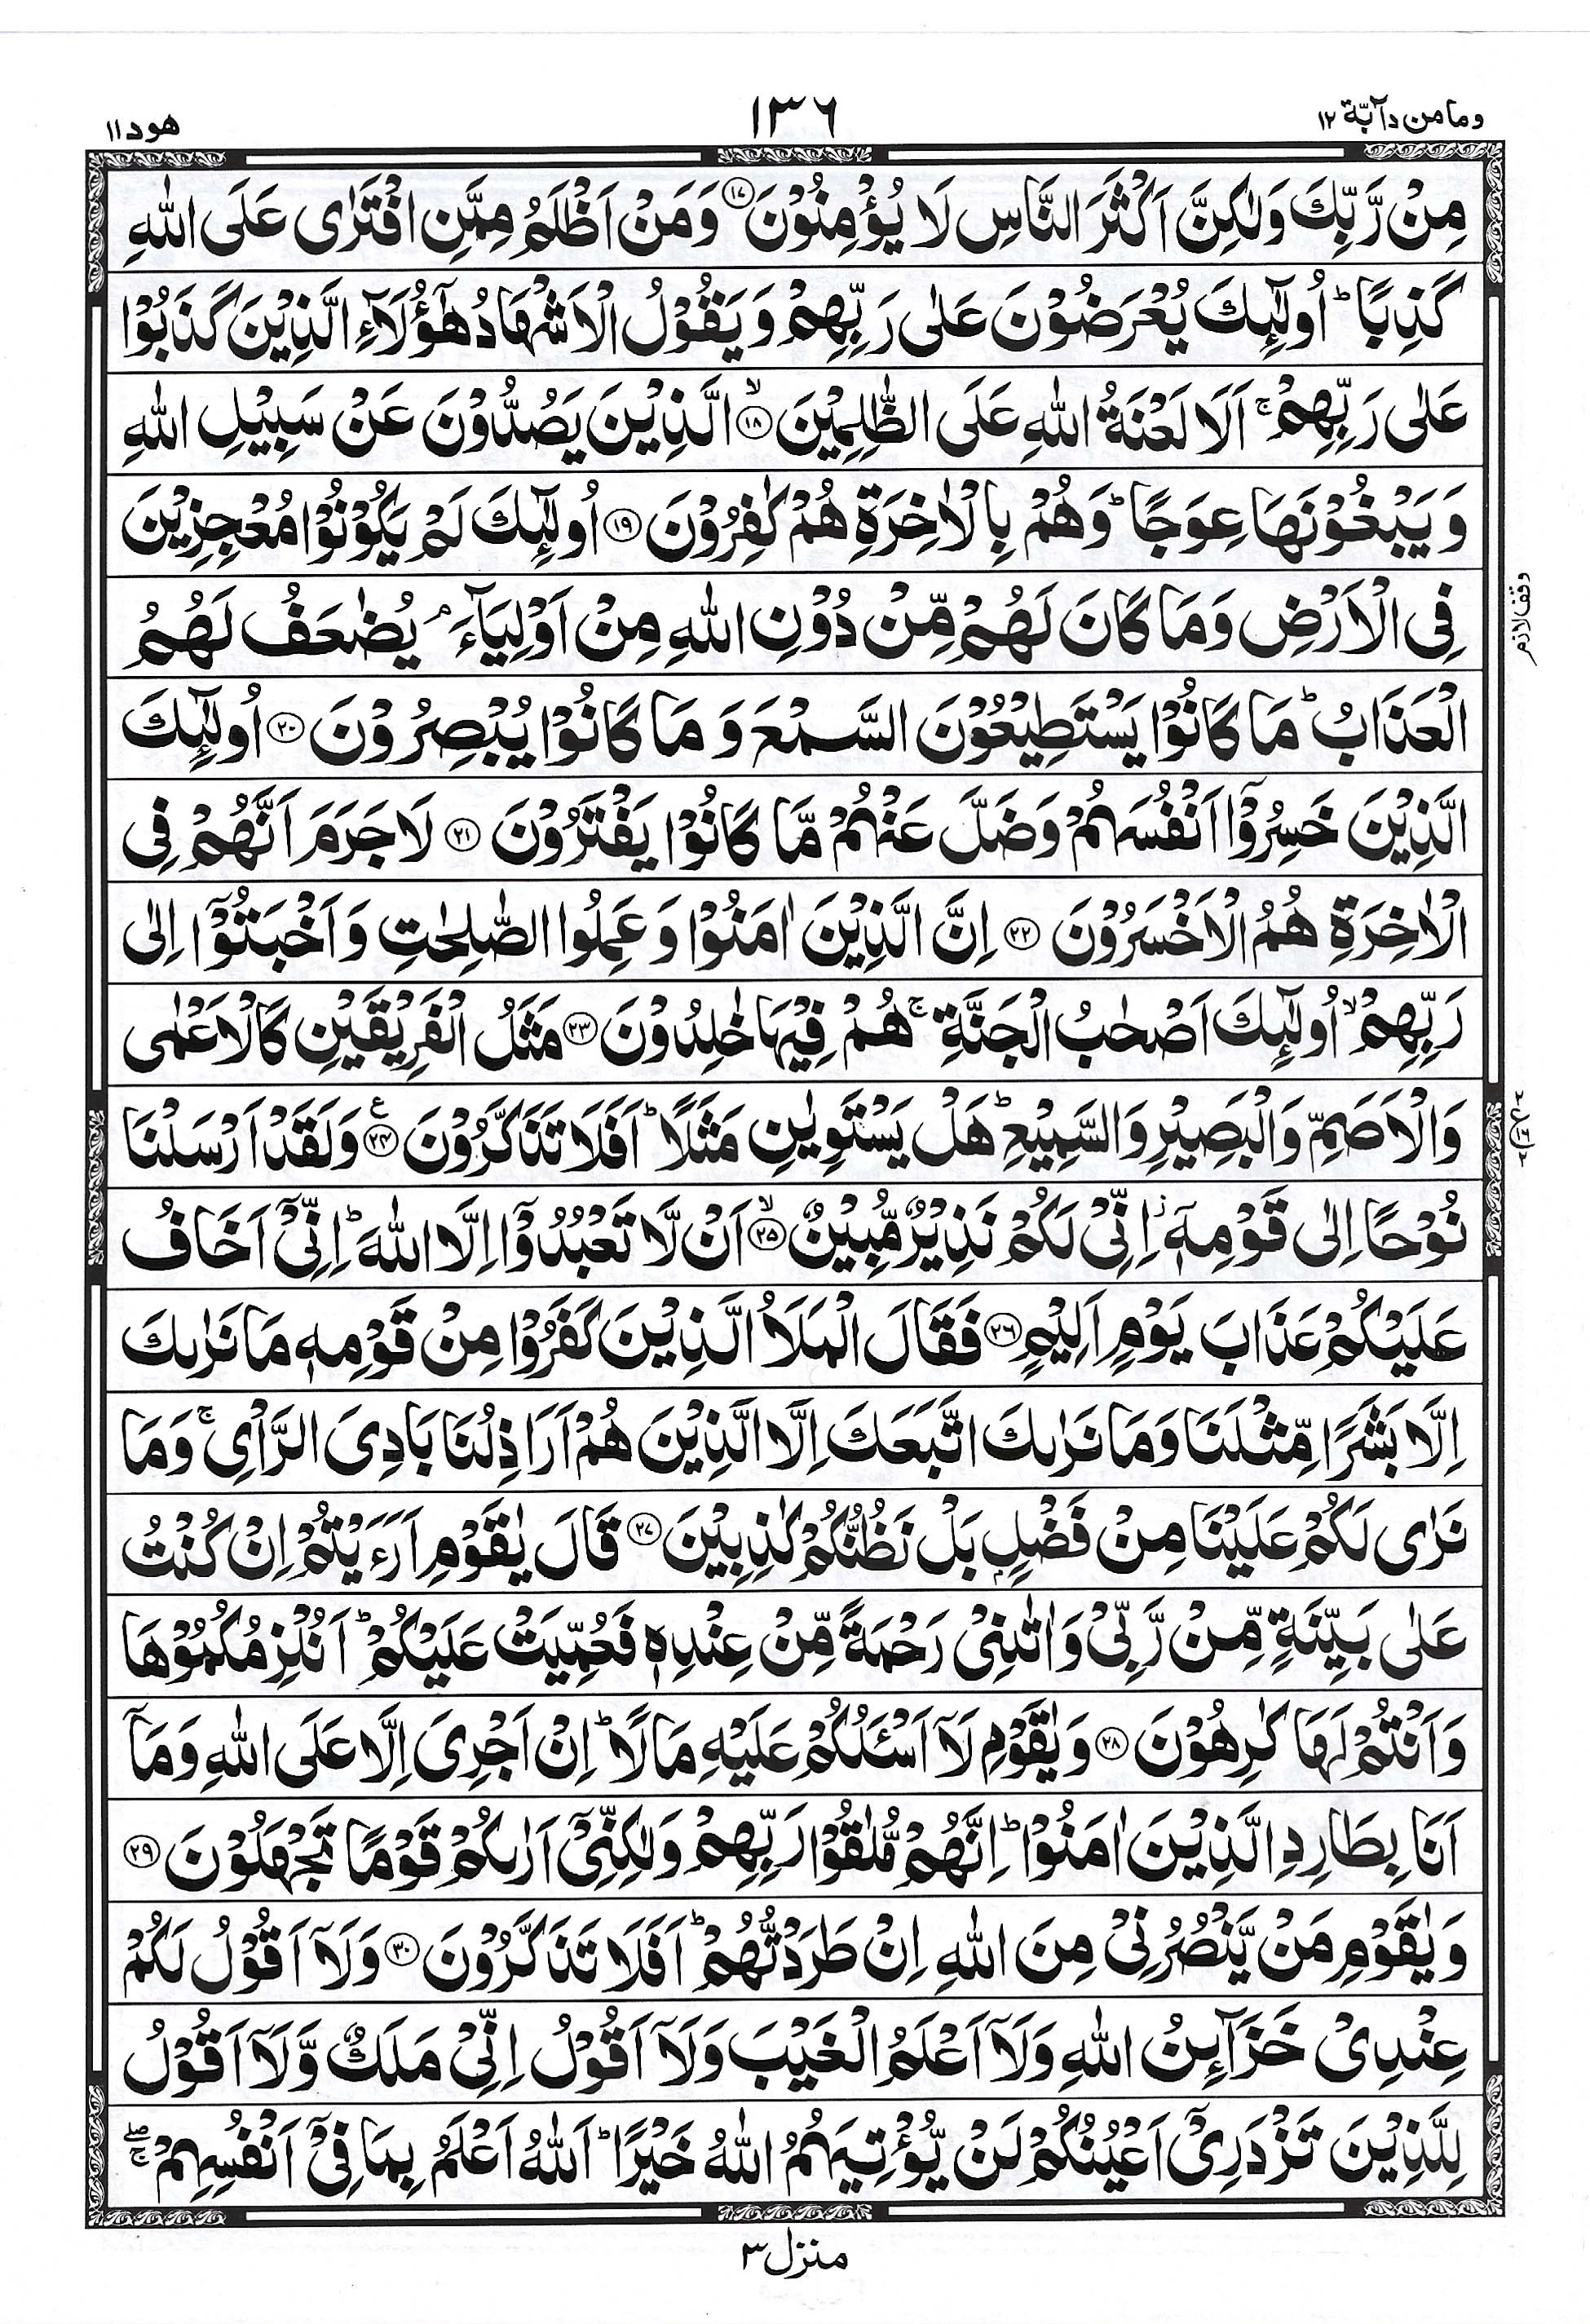 وما من دآبّة ١٢
١٣٦
هود ١١
مِنْ رَّبِّكَ وَلٰكِنَّ اَكْثَرَ النَّاسِ لَا يُؤْمِنُوْنَ ۝١٧ وَمَنْ اَظْلَمُ مِمَّنِ افْتَرٰى عَلَى اللّٰهِ
كَذِبًا ؕ اُولٰٓئِكَ يُعْرَضُوْنَ عَلٰى رَبِّهِمْ وَيَقُوْلُ الْاَشْهَادُ هٰٓؤُلَآءِ الَّذِيْنَ كَذَبُوْا
عَلٰى رَبِّهِمْ ۚ اَلَا لَعْنَةُ اللّٰهِ عَلَى الظّٰلِمِيْنَ ۙ۝١٨ الَّذِيْنَ يَصُدُّوْنَ عَنْ سَبِيْلِ اللّٰهِ
وَيَبْغُوْنَهَا عِوَجًا ؕ وَهُمْ بِالْاٰخِرَةِ هُمْ كٰفِرُوْنَ ۝١٩ اُولٰٓئِكَ لَمْ يَكُوْنُوْا مُعْجِزِيْنَ
فِى الْاَرْضِ وَمَا كَانَ لَهُمْ مِّنْ دُوْنِ اللّٰهِ مِنْ اَوْلِيَآءَ ۘ يُضٰعَفُ لَهُمُ
وقف لازم
الْعَذَابُ ؕ مَا كَانُوْا يَسْتَطِيْعُوْنَ السَّمْعَ وَمَا كَانُوْا يُبْصِرُوْنَ ۝٢٠ اُولٰٓئِكَ
الَّذِيْنَ خَسِرُوْٓا اَنْفُسَهُمْ وَضَلَّ عَنْهُمْ مَّا كَانُوْا يَفْتَرُوْنَ ۝٢١ لَا جَرَمَ اَنَّهُمْ فِى
الْاٰخِرَةِ هُمُ الْاَخْسَرُوْنَ ۝٢٢ اِنَّ الَّذِيْنَ اٰمَنُوْا وَعَمِلُوا الصّٰلِحٰتِ وَاَخْبَتُوْٓا اِلٰى
رَبِّهِمْ ۙ اُولٰٓئِكَ اَصْحٰبُ الْجَنَّةِ ۚ هُمْ فِيْهَا خٰلِدُوْنَ ۝٢٣ مَثَلُ الْفَرِيْقَيْنِ كَالْاَعْمٰى
وَالْاَصَمِّ وَالْبَصِيْرِ وَالسَّمِيْعِ ؕ هَلْ يَسْتَوِيٰنِ مَثَلًا ؕ اَفَلَا تَذَكَّرُوْنَ ۝٢٤ۧ وَلَقَدْ اَرْسَلْنَا
نُوْحًا اِلٰى قَوْمِهٖٓ ؗ اِنِّىْ لَكُمْ نَذِيْرٌ مُّبِيْنٌ ۙ۝٢٥ اَنْ لَّا تَعْبُدُوْٓا اِلَّا اللّٰهَ ؕ اِنِّىْٓ اَخَافُ
عَلَيْكُمْ عَذَابَ يَوْمٍ اَلِيْمٍ ۝٢٦ فَقَالَ الْمَلَاُ الَّذِيْنَ كَفَرُوْا مِنْ قَوْمِهٖ مَا نَرٰىكَ
اِلَّا بَشَرًا مِّثْلَنَا وَمَا نَرٰىكَ اتَّبَعَكَ اِلَّا الَّذِيْنَ هُمْ اَرَاذِلُنَا بَادِىَ الرَّاْىِ ۚ وَمَا
نَرٰى لَكُمْ عَلَيْنَا مِنْ فَضْلٍۭ بَلْ نَظُنُّكُمْ كٰذِبِيْنَ ۝٢٧ قَالَ يٰقَوْمِ اَرَءَيْتُمْ اِنْ كُنْتُ
عَلٰى بَيِّنَةٍ مِّنْ رَّبِّىْ وَاٰتٰىنِىْ رَحْمَةً مِّنْ عِنْدِهٖ فَعُمِّيَتْ عَلَيْكُمْ ؕ اَنُلْزِمُكُمُوْهَا
وَاَنْتُمْ لَهَا كٰرِهُوْنَ ۝٢٨ وَيٰقَوْمِ لَآ اَسْـَٔلُكُمْ عَلَيْهِ مَالًا ؕ اِنْ اَجْرِىَ اِلَّا عَلَى اللّٰهِ وَمَآ
اَنَا بِطَارِدِ الَّذِيْنَ اٰمَنُوْا ؕ اِنَّهُمْ مُّلٰقُوْا رَبِّهِمْ وَلٰكِنِّىْٓ اَرٰىكُمْ قَوْمًا تَجْهَلُوْنَ ۝٢٩
وَيٰقَوْمِ مَنْ يَّنْصُرُنِىْ مِنَ اللّٰهِ اِنْ طَرَدْتُّهُمْ ؕ اَفَلَا تَذَكَّرُوْنَ ۝٣٠ وَلَآ اَقُوْلُ لَكُمْ
عِنْدِىْ خَزَآئِنُ اللّٰهِ وَلَآ اَعْلَمُ الْغَيْبَ وَلَآ اَقُوْلُ اِنِّىْ مَلَكٌ وَّلَآ اَقُوْلُ
لِلَّذِيْنَ تَزْدَرِىْٓ اَعْيُنُكُمْ لَنْ يُّؤْتِيَهُمُ اللّٰهُ خَيْرًا ؕ اَللّٰهُ اَعْلَمُ بِمَا فِىْٓ اَنْفُسِهِمْ ۖۚ
منزل ٣